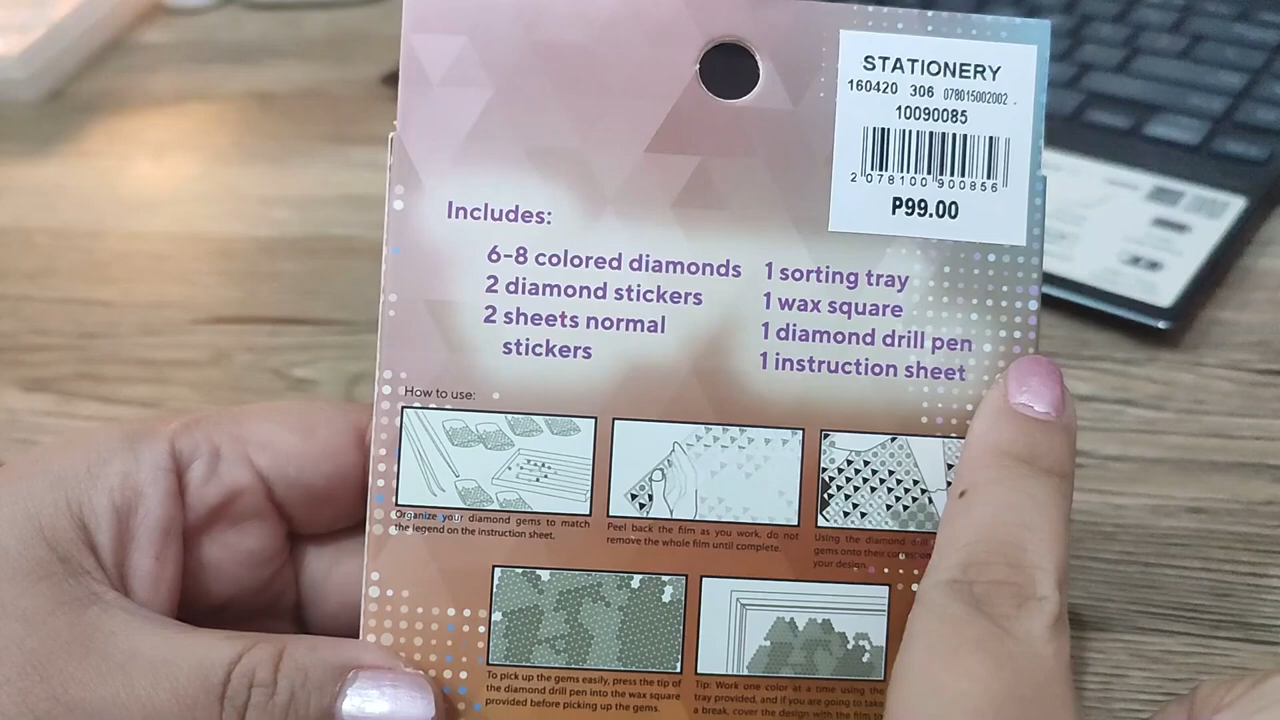 STATIONERY
160420 306 078015002002
10090085
2 078100 900856
P99.00
Includes:
6-8 colored diamonds
2 diamond stickers
2 sheets normal
stickers
1 sorting tray
1 wax square
1 diamond drill pen
1 instruction sheet
How to use:
Organize your diamond gems to match
the legend on the instruction sheet.
Peel back the film as you work, do not
remove the whole film until complete.
Using the diamond drill
gems onto their
your design.
To pick up the gems easily, press the tip of
the diamond drill pen into the wax square
provided before picking up the gems.
Tip: Work one color at a time using the
tray provided, and if you are going to take
a break, cover the design with the film to